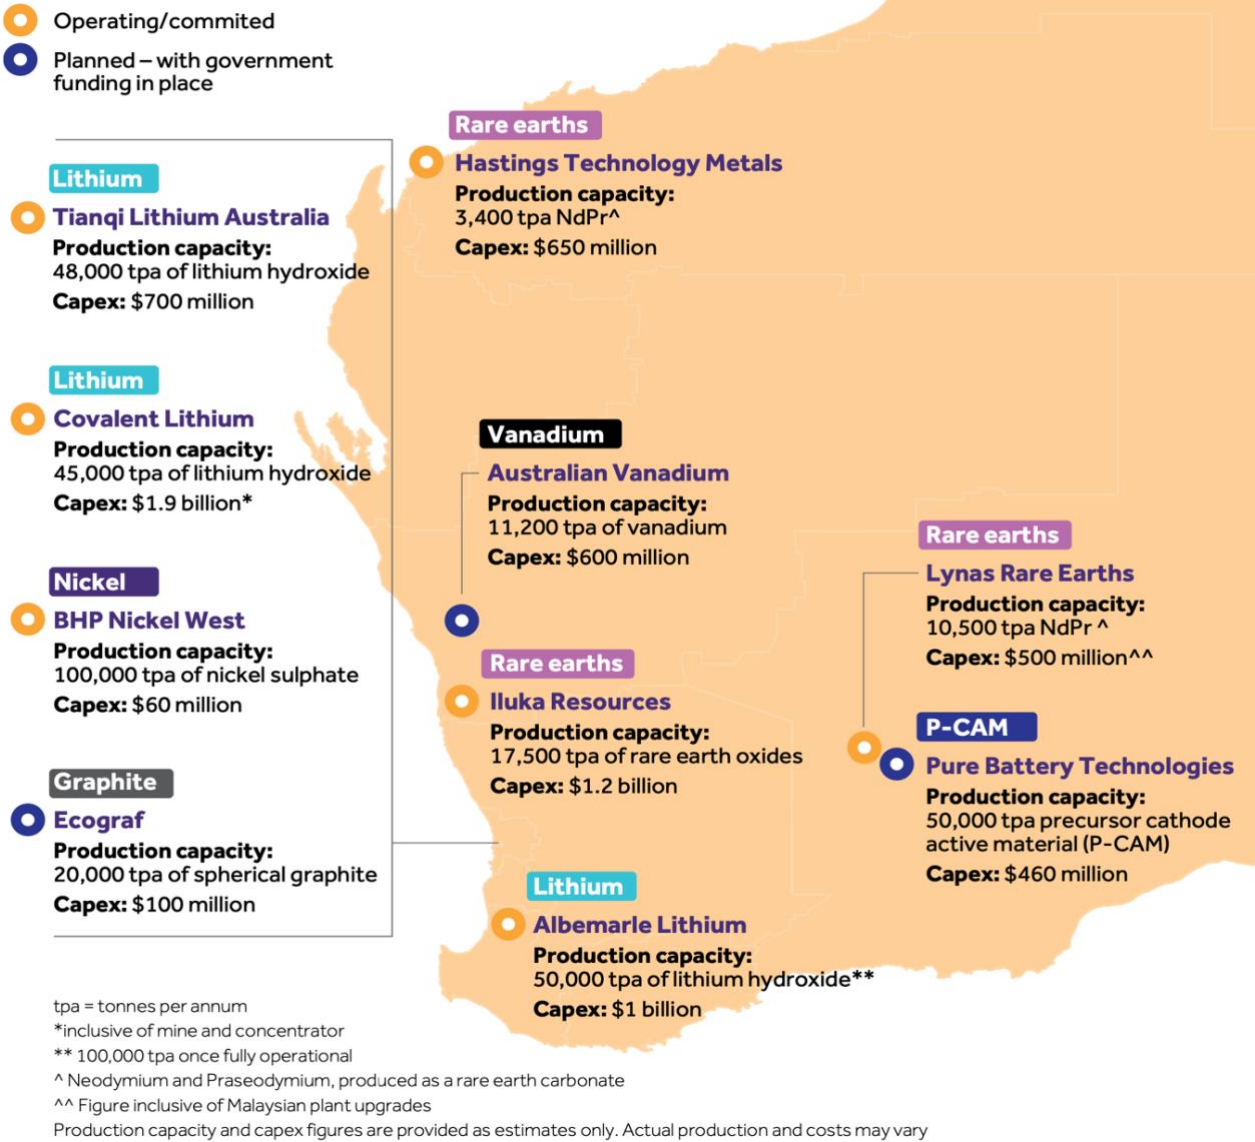 Operating/commited
Planned – with government
funding in place
Lithium
Tianqi Lithium Australia
Production capacity:
48,000 tpa of lithium hydroxide
Capex: $700 million
Lithium
Covalent Lithium
Production capacity:
45,000 tpa of lithium hydroxide
Capex: $1.9 billion*
Nickel
BHP Nickel West
Production capacity:
100,000 tpa of nickel sulphate
Capex: $60 million
Graphite
Ecograf
Production capacity:
20,000 tpa of spherical graphite
Capex: $100 million
Rare earths
Hastings Technology Metals
Production capacity:
3,400 tpa NdPr^
Capex: $650 million
Vanadium
Australian Vanadium
Production capacity:
11,200 tpa of vanadium
Capex: $600 million
Rare earths
Iluka Resources
Production capacity:
17,500 tpa of rare earth oxides
Capex: $1.2 billion
Lithium
Albemarle Lithium
Production capacity:
50,000 tpa of lithium hydroxide**
Capex: $1 billion
Rare earths
Lynas Rare Earths
Production capacity:
10,500 tpa NdPr ^
Capex: $500 million^^
P-CAM
Pure Battery Technologies
Production capacity:
50,000 tpa precursor cathode
active material (P-CAM)
Capex: $460 million
tpa = tonnes per annum
*inclusive of mine and concentrator
** 100,000 tpa once fully operational
^ Neodymium and Praseodymium, produced as a rare earth carbonate
^^ Figure inclusive of Malaysian plant upgrades
Production capacity and capex figures are provided as estimates only. Actual production and costs may vary